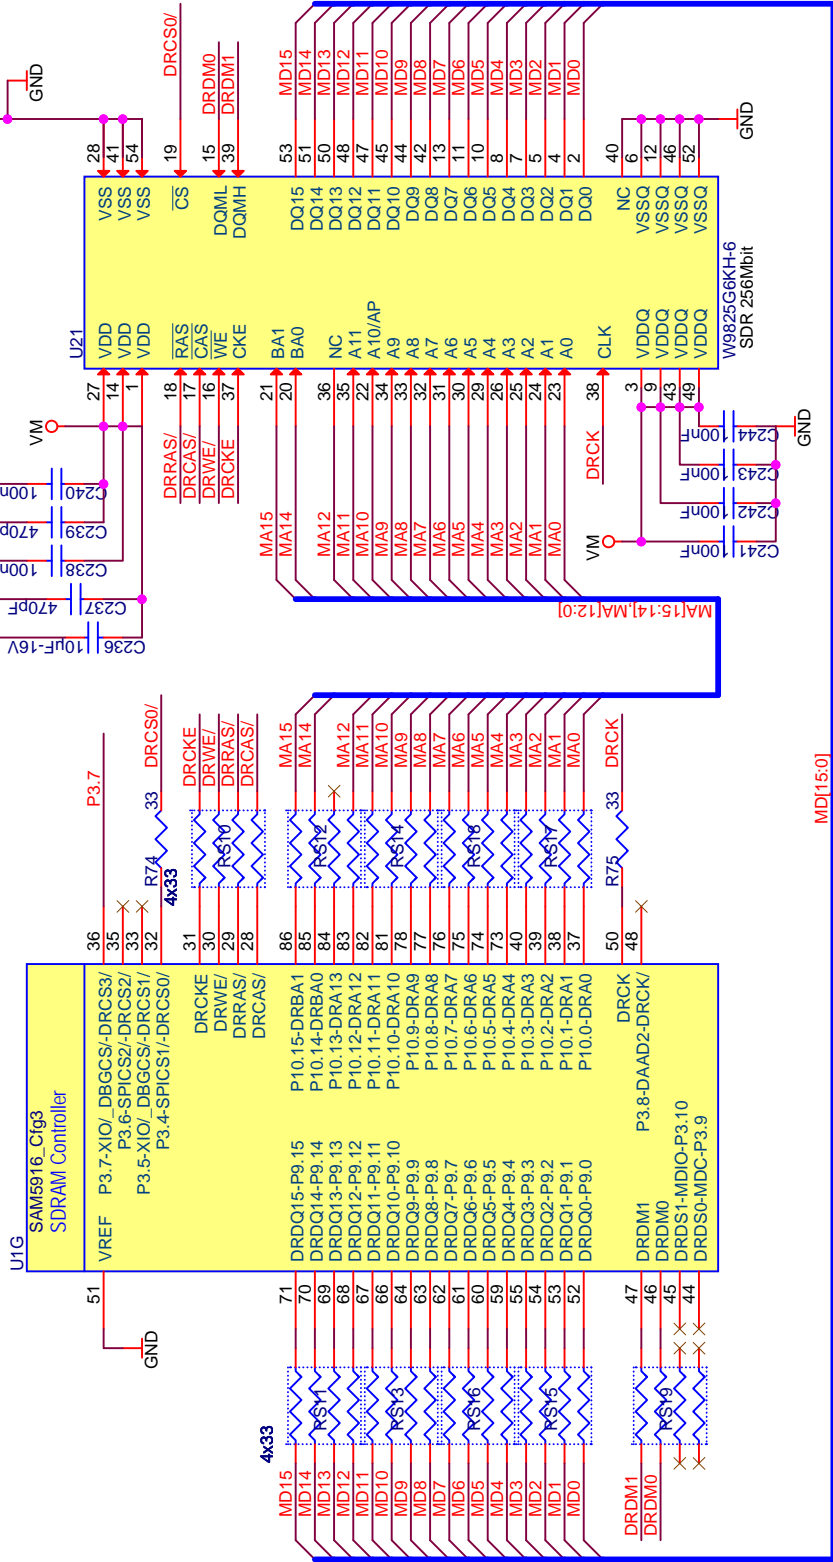 U1G
SAM5916_Cfg3
SDRAM Controller
51 VREF
GND
P3.7-XIO/_DBGCS/-DRCS3/ 36 P3.7
P3.6-SPICS2/-DRCS2/ 35
P3.5-XIO/_DBGCS/-DRCS1/ 33
P3.4-SPICS1/-DRCS0/ 32 R74 33 DRCS0/
4x33
DRCKE 31 DRCKE
DRWE/ 30 DRWE/
DRRAS/ 29 DRRAS/
DRCAS/ 28 DRCAS/
RS10
4x33
MD15 71 DRDQ15-P9.15 P10.15-DRBA1 86 MA15
MD14 70 DRDQ14-P9.14 P10.14-DRBA0 85 MA14
MD13 69 DRDQ13-P9.13 P10.13-DRA13 84
MD12 68 DRDQ12-P9.12 P10.12-DRA12 83 MA12
RS11 RS12
MD11 67 DRDQ11-P9.11 P10.11-DRA11 82 MA11
MD10 66 DRDQ10-P9.10 P10.10-DRA10 81 MA10
MD9 64 DRDQ9-P9.9 P10.9-DRA9 78 MA9
MD8 63 DRDQ8-P9.8 P10.8-DRA8 77 MA8
RS13 RS14
MD7 62 DRDQ7-P9.7 P10.7-DRA7 76 MA7
MD6 61 DRDQ6-P9.6 P10.6-DRA6 75 MA6
MD5 60 DRDQ5-P9.5 P10.5-DRA5 74 MA5
MD4 59 DRDQ4-P9.4 P10.4-DRA4 73 MA4
RS16 RS18
MD3 55 DRDQ3-P9.3 P10.3-DRA3 40 MA3
MD2 54 DRDQ2-P9.2 P10.2-DRA2 39 MA2
MD1 53 DRDQ1-P9.1 P10.1-DRA1 38 MA1
MD0 52 DRDQ0-P9.0 P10.0-DRA0 37 MA0
RS15 RS17
DRCK 50 R75 33 DRCK
DRDM1 47 DRDM1 P3.8-DAAD2-DRCK/ 48
DRDM0 46 DRDM0
45 DRDS1-MDIO-P3.10
44 DRDS0-MDC-P3.9
RS19
MD[15:0]
MA[15:14],MA[12:0]
C236 10µF-16V
C237 470pF
C238 100n
C239 470p
C240 100n
VM
GND
U21
27 VDD VSS 28
14 VDD VSS 41
1 VDD VSS 54
DRRAS/ 18 RAS CS 19 DRCS0/
DRCAS/ 17 CAS
DRWE/ 16 WE DQML 15 DRDM0
DRCKE 37 CKE DQMH 39 DRDM1
MA15 21 BA1 DQ15 53 MD15
MA14 20 BA0 DQ14 51 MD14
DQ13 50 MD13
MA12 36 NC DQ12 48 MD12
MA11 35 A11 DQ11 47 MD11
MA10 22 A10/AP DQ10 45 MD10
MA9 34 A9 DQ9 44 MD9
MA8 33 A8 DQ8 42 MD8
MA7 32 A7 DQ7 13 MD7
MA6 31 A6 DQ6 11 MD6
MA5 30 A5 DQ5 10 MD5
MA4 29 A4 DQ4 8 MD4
MA3 26 A3 DQ3 7 MD3
MA2 25 A2 DQ2 5 MD2
MA1 24 A1 DQ1 4 MD1
MA0 23 A0 DQ0 2 MD0
DRCK 38 CLK NC 40
3 VDDQ VSSQ 6
9 VDDQ VSSQ 12
43 VDDQ VSSQ 46
49 VDDQ VSSQ 52
W9825G6KH-6
SDR 256Mbit
GND
VM
C241 100nF
C242 100nF
C243 100nF
C244 100nF
GND